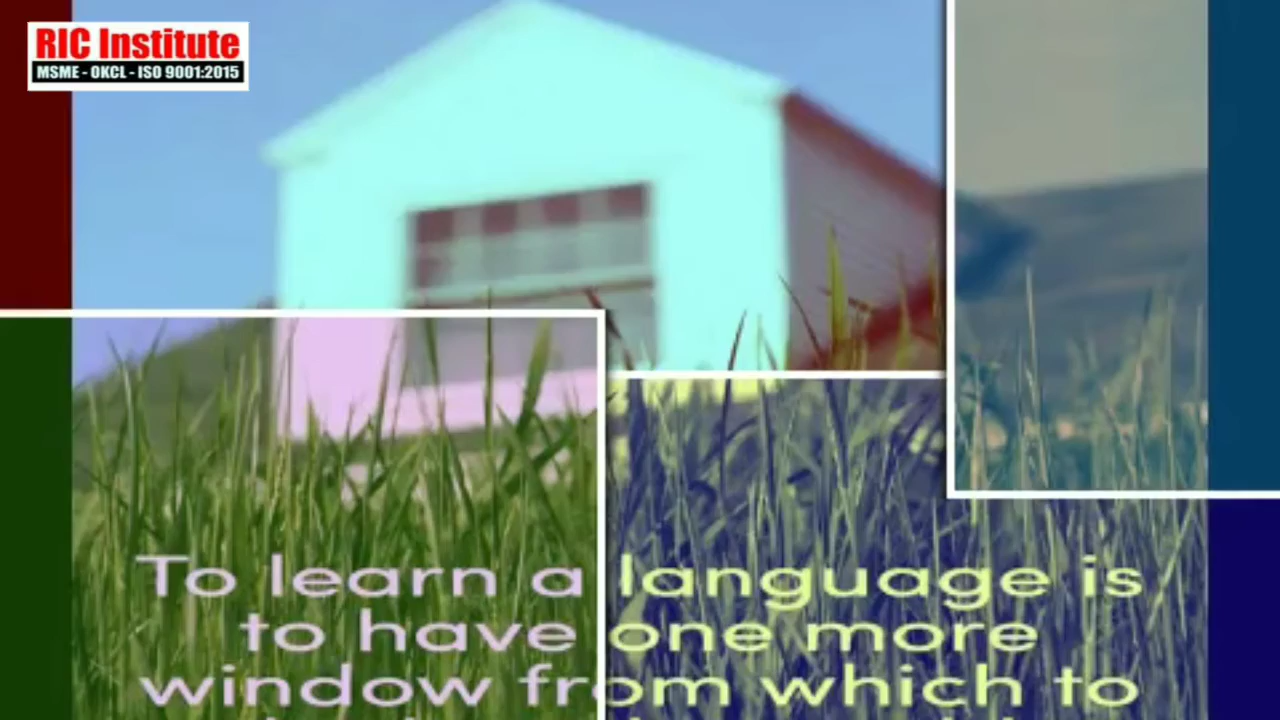 RIC Institute
MSME - OKCL - ISO 9001:2015
To learn a language is
to have one more
window from which to